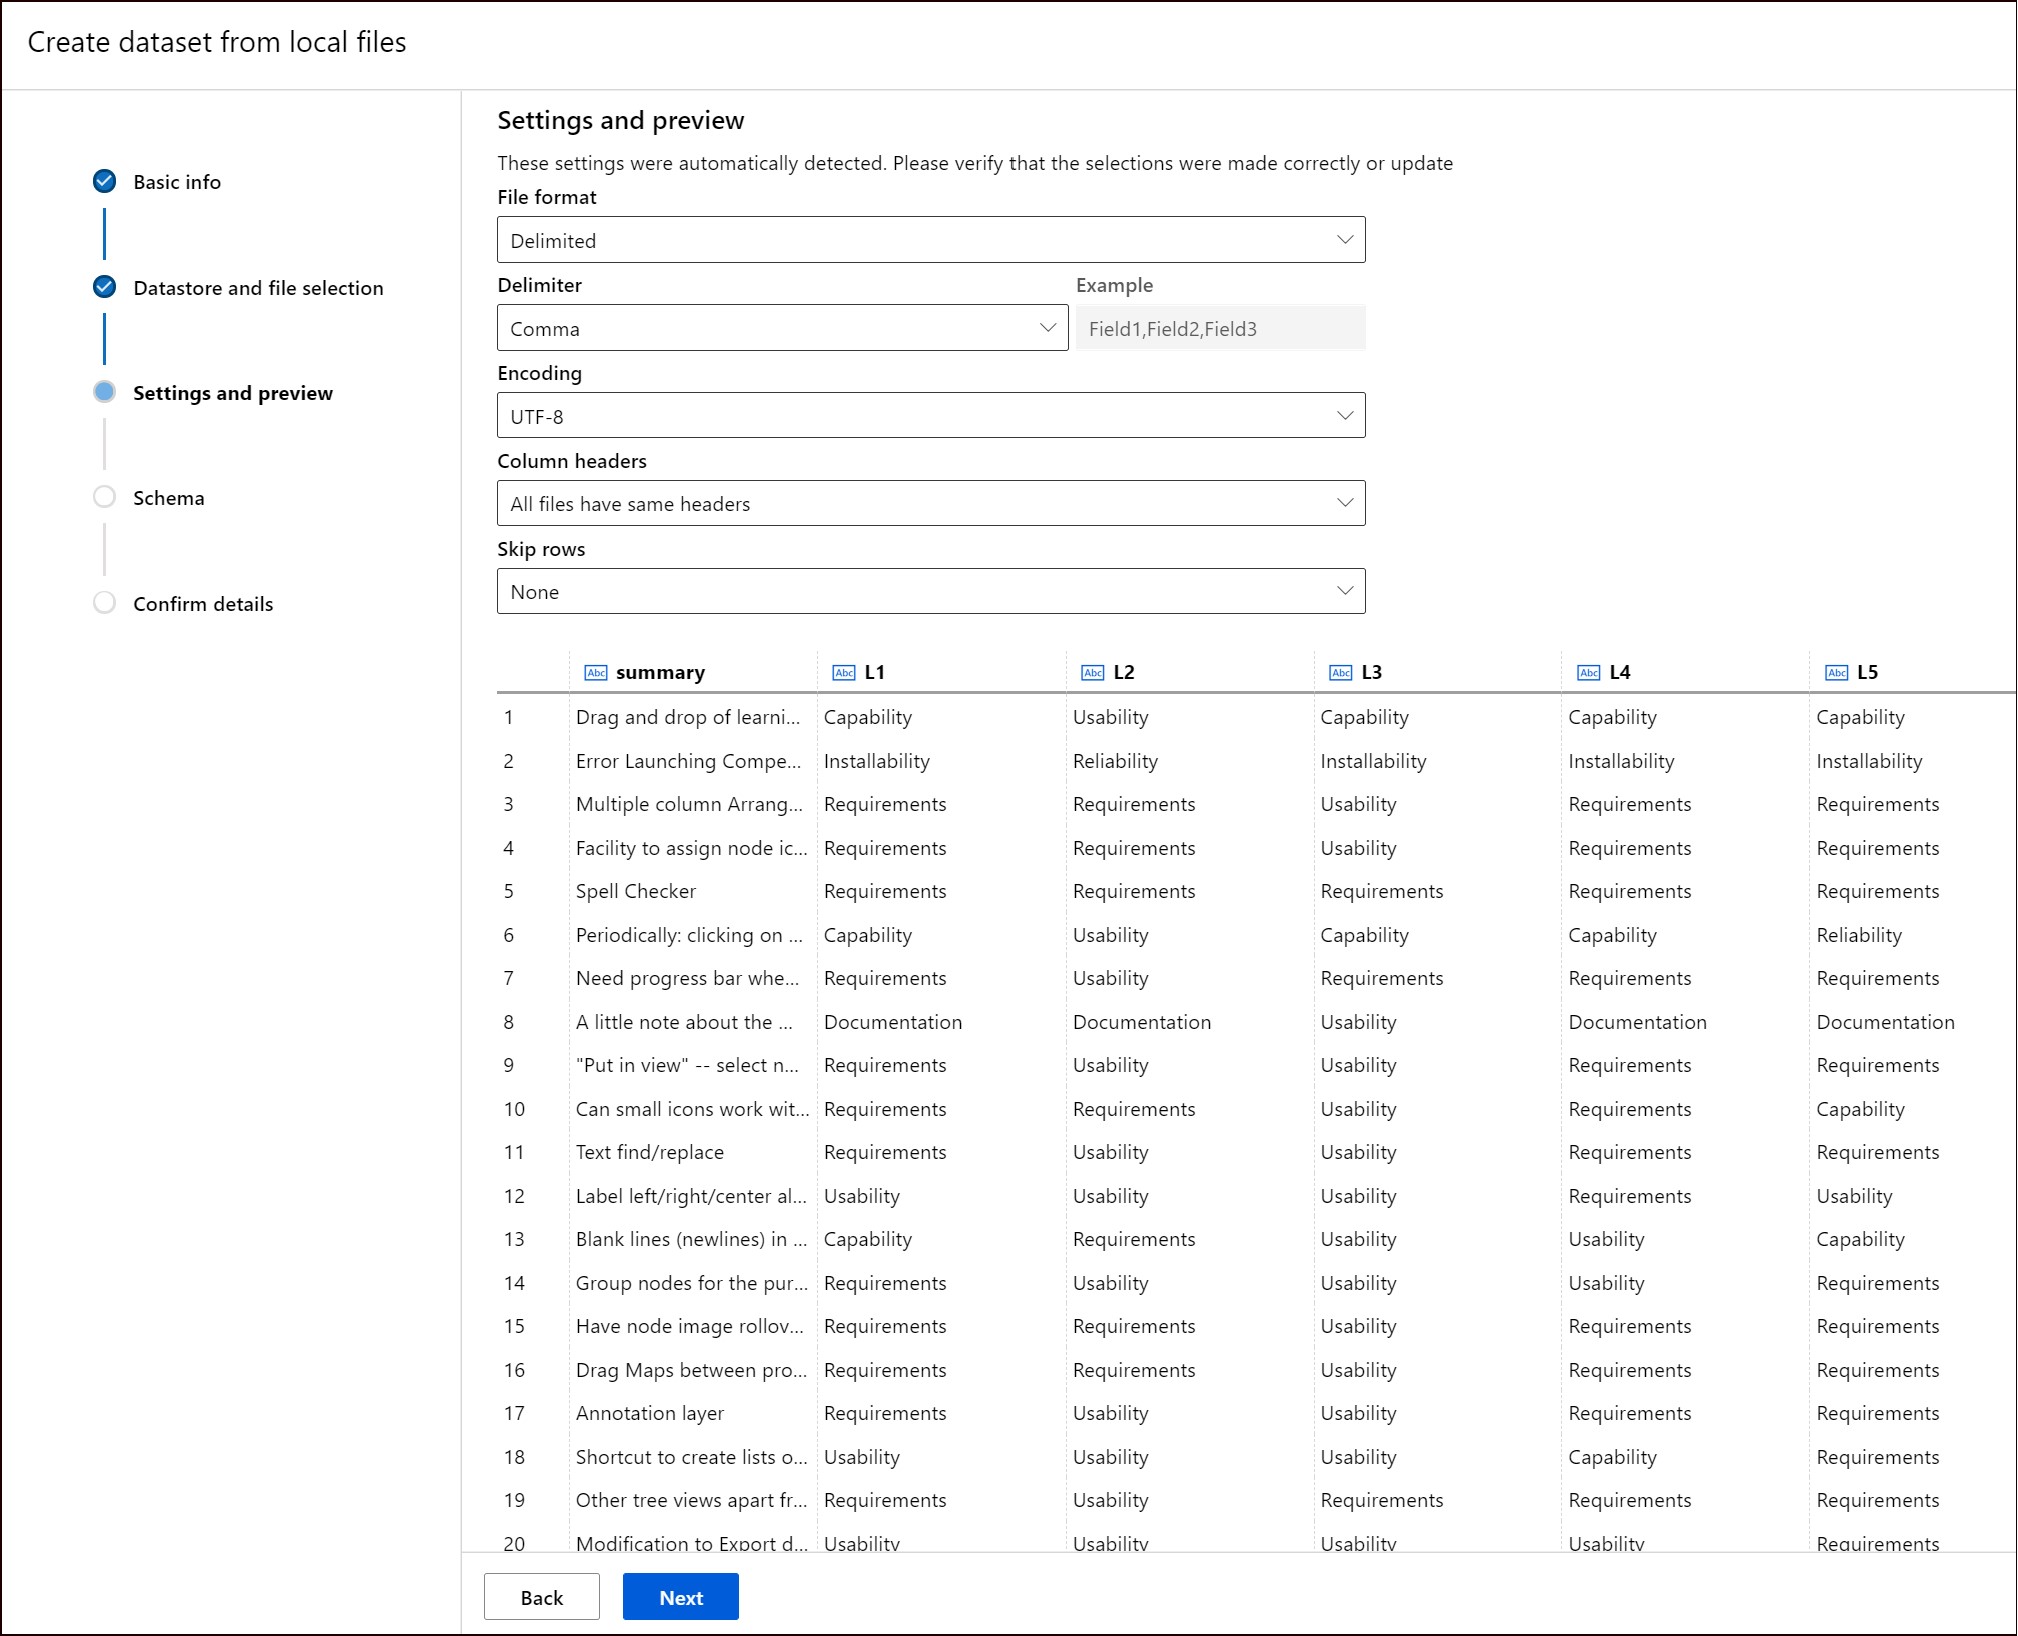 Create dataset from local files
Basic info
Datastore and file selection
Settings and preview
Schema
Confirm details
Settings and preview
These settings were automatically detected. Please verify that the selections were made correctly or update
File format
Delimited
Delimiter Example
Comma Field1,Field2,Field3
Encoding
UTF-8
Column headers
All files have same headers
Skip rows
None
Abc summary Abc L1 Abc L2 Abc L3 Abc L4 Abc L5
1 Drag and drop of learni... Capability Usability Capability Capability Capability
2 Error Launching Compe... Installability Reliability Installability Installability Installability
3 Multiple column Arrang... Requirements Requirements Usability Requirements Requirements
4 Facility to assign node ic... Requirements Requirements Usability Requirements Requirements
5 Spell Checker Requirements Requirements Requirements Requirements Requirements
6 Periodically: clicking on ... Capability Usability Capability Capability Reliability
7 Need progress bar whe... Requirements Usability Requirements Requirements Requirements
8 A little note about the ... Documentation Documentation Usability Documentation Documentation
9 "Put in view" -- select n... Requirements Usability Usability Requirements Requirements
10 Can small icons work wit... Requirements Requirements Usability Requirements Capability
11 Text find/replace Requirements Usability Usability Requirements Requirements
12 Label left/right/center al... Usability Usability Usability Requirements Usability
13 Blank lines (newlines) in ... Capability Requirements Usability Usability Capability
14 Group nodes for the pur... Requirements Usability Usability Usability Requirements
15 Have node image rollov... Requirements Requirements Usability Requirements Requirements
16 Drag Maps between pro... Requirements Requirements Usability Requirements Requirements
17 Annotation layer Requirements Usability Usability Requirements Requirements
18 Shortcut to create lists o... Usability Usability Usability Capability Requirements
19 Other tree views apart fr... Requirements Usability Requirements Requirements Requirements
20 Modification to Export d... Usability Usability Usability Usability Requirements
Back Next